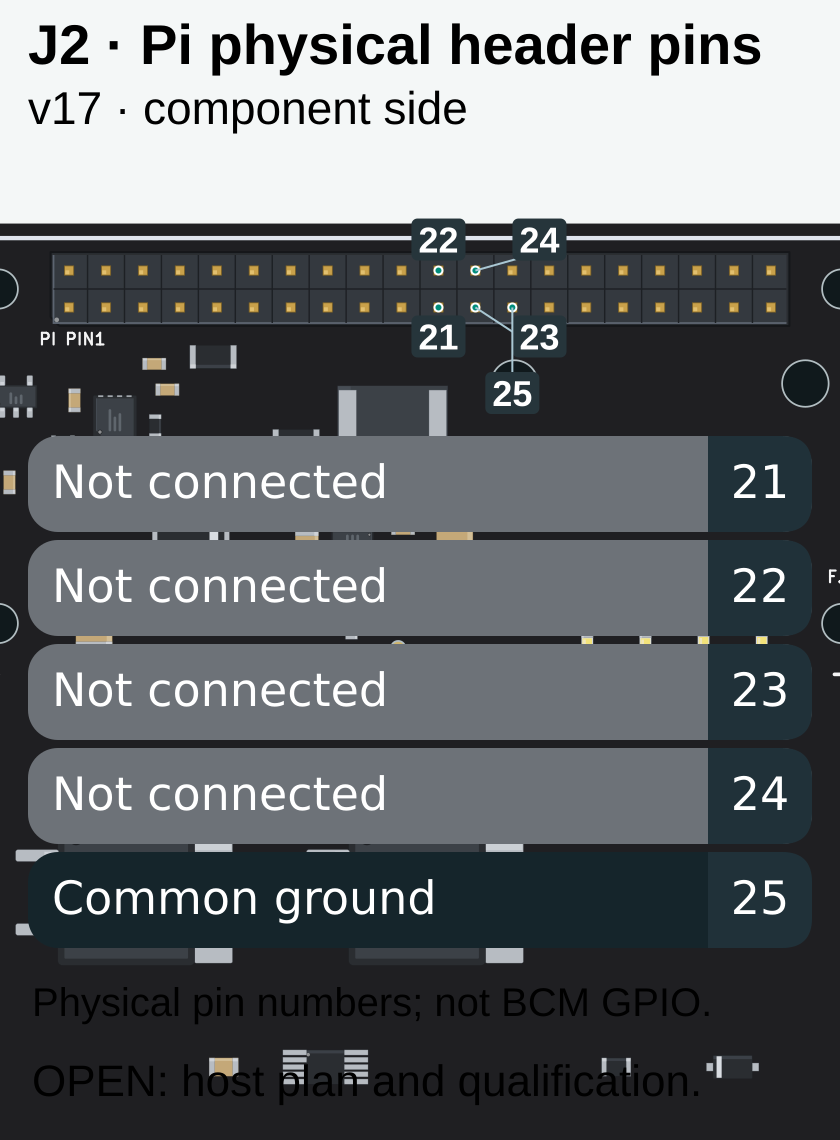 J2 · Pi physical header pins
v17 · component side
22 24
PI PIN1
21 23
25
Not connected 21
Not connected 22
Not connected 23
Not connected 24
Common ground 25
Physical pin numbers; not BCM GPIO.
OPEN: host plan and qualification.